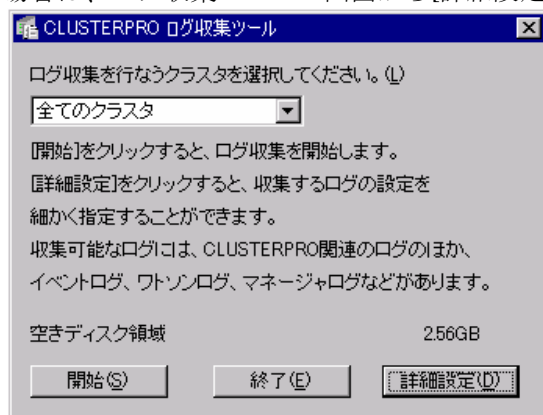 CLUSTERPRO ログ収集ツール
ログ収集を行なうクラスタを選択してください。(L)
全てのクラスタ
[開始]をクリックすると、ログ収集を開始します。
[詳細設定]をクリックすると、収集するログの設定を
細かく指定することができます。
収集可能なログには、CLUSTERPRO関連のログのほか、
イベントログ、ワトソンログ、マネージャログなどがあります。
空きディスク領域 2.56GB
開始(S) 終了(E) 詳細設定(D)